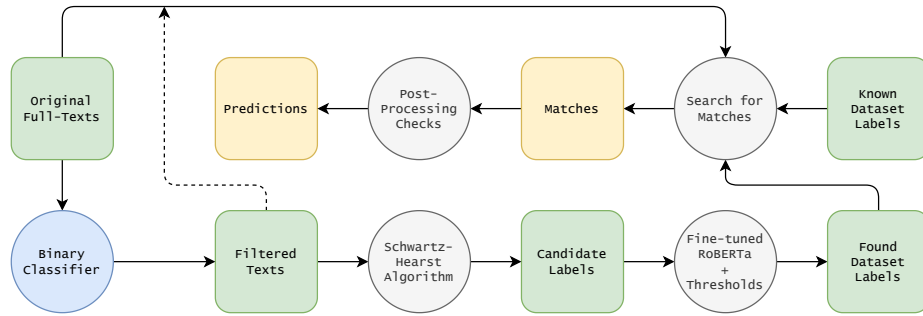 Original
Full-Texts
Predictions
Post-
Processing
Checks
Matches
Search for
Matches
Known
Dataset
Labels
Binary
Classifier
Filtered
Texts
Schwartz-
Hearst
Algorithm
Candidate
Labels
Fine-tuned
RoBERTa
+
Thresholds
Found
Dataset
Labels